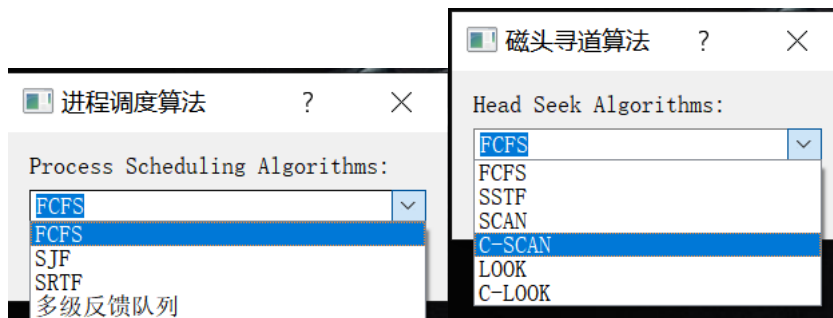 进程调度算法 ?
Process Scheduling Algorithms:
FCFS
FCFS
SJF
SRTF
多级反馈队列
磁头寻道算法 ?
Head Seek Algorithms:
FCFS
FCFS
SSTF
SCAN
C-SCAN
LOOK
C-LOOK